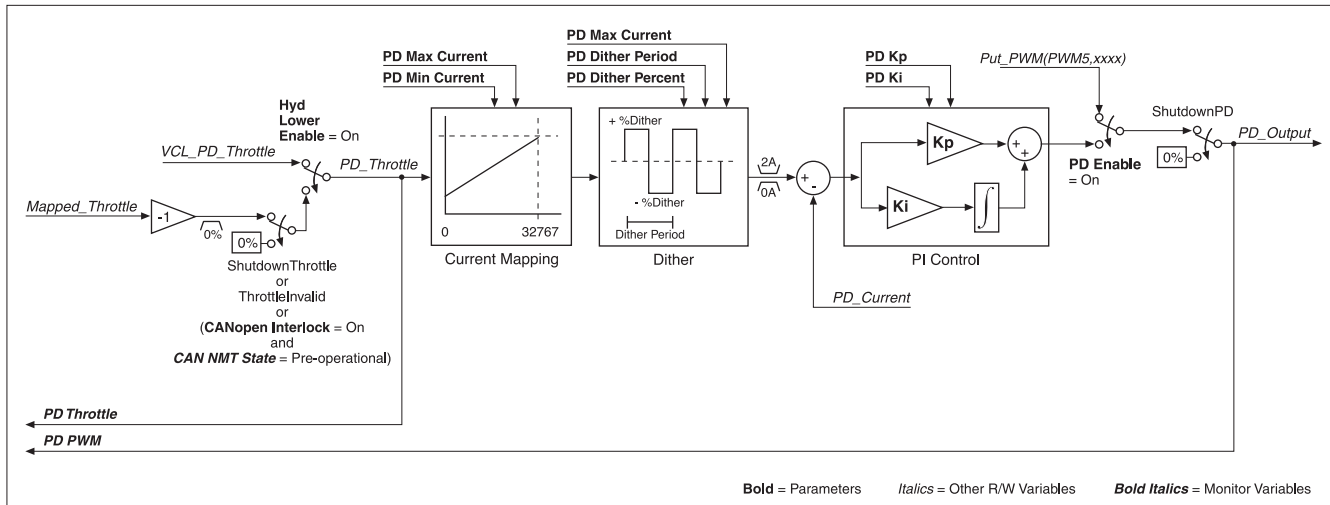 PD Max Current
PD Min Current
PD Max Current
PD Dither Period
PD Dither Percent
PD Kp
PD Ki
Put_PWM(PWM5,xxxx)
Hyd
Lower
Enable = On
VCL_PD_Throttle
PD_Throttle
Mapped_Throttle
-1
0%
0%
ShutdownThrottle
or
ThrottleInvalid
or
(CANopen Interlock = On
and
CAN NMT State = Pre-operational)
0
32767
Current Mapping
+ %Dither
- %Dither
Dither Period
Dither
2A
0A
+
-
PD_Current
Kp
Ki
∫
+
+
PI Control
PD Enable
= On
ShutdownPD
0%
PD_Output
PD Throttle
PD PWM
Bold = Parameters Italics = Other R/W Variables Bold Italics = Monitor Variables